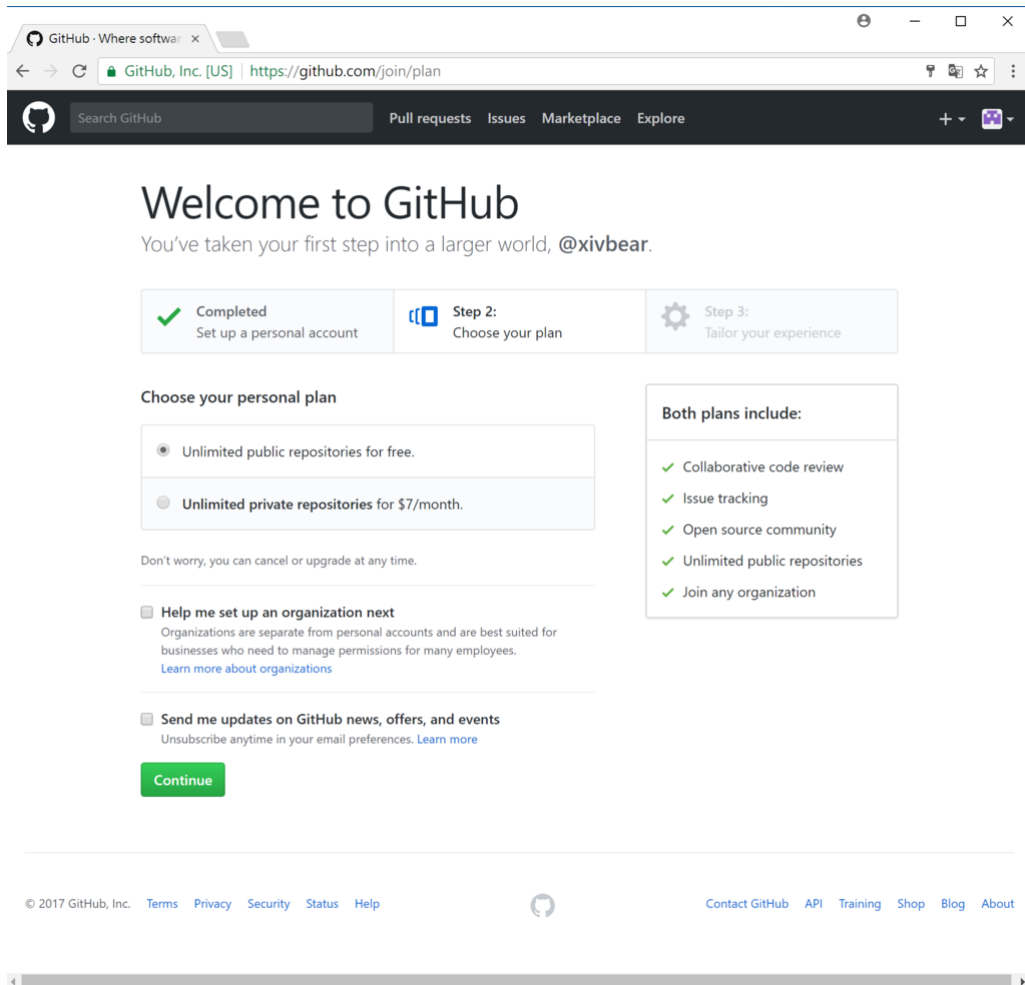 GitHub · Where softwar
GitHub, Inc. [US] https://github.com/join/plan
Search GitHub Pull requests Issues Marketplace Explore
Welcome to GitHub
You've taken your first step into a larger world, @xivbear.
Completed
Set up a personal account
Step 2:
Choose your plan
Step 3:
Tailor your experience
Choose your personal plan
Unlimited public repositories for free.
Unlimited private repositories for $7/month.
Don't worry, you can cancel or upgrade at any time.
Help me set up an organization next
Organizations are separate from personal accounts and are best suited for
businesses who need to manage permissions for many employees.
Learn more about organizations
Send me updates on GitHub news, offers, and events
Unsubscribe anytime in your email preferences. Learn more
Continue
Both plans include:
Collaborative code review
Issue tracking
Open source community
Unlimited public repositories
Join any organization
© 2017 GitHub, Inc. Terms Privacy Security Status Help Contact GitHub API Training Shop Blog About